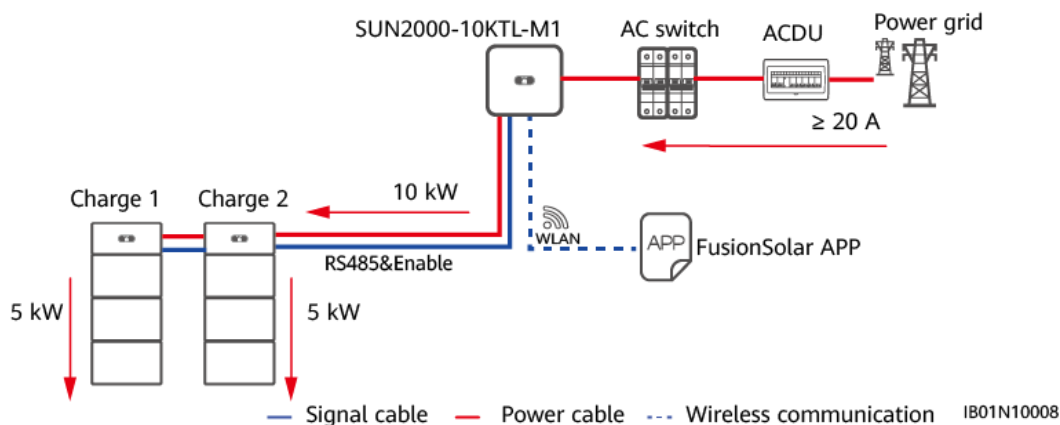 SUN2000-10KTL-M1
AC switch
ACDU
Power grid
≥ 20 A
Charge 1
Charge 2
10 kW
WLAN
APP
FusionSolar APP
RS485&Enable
5 kW
5 kW
Signal cable
Power cable
Wireless communication
IB01N10008